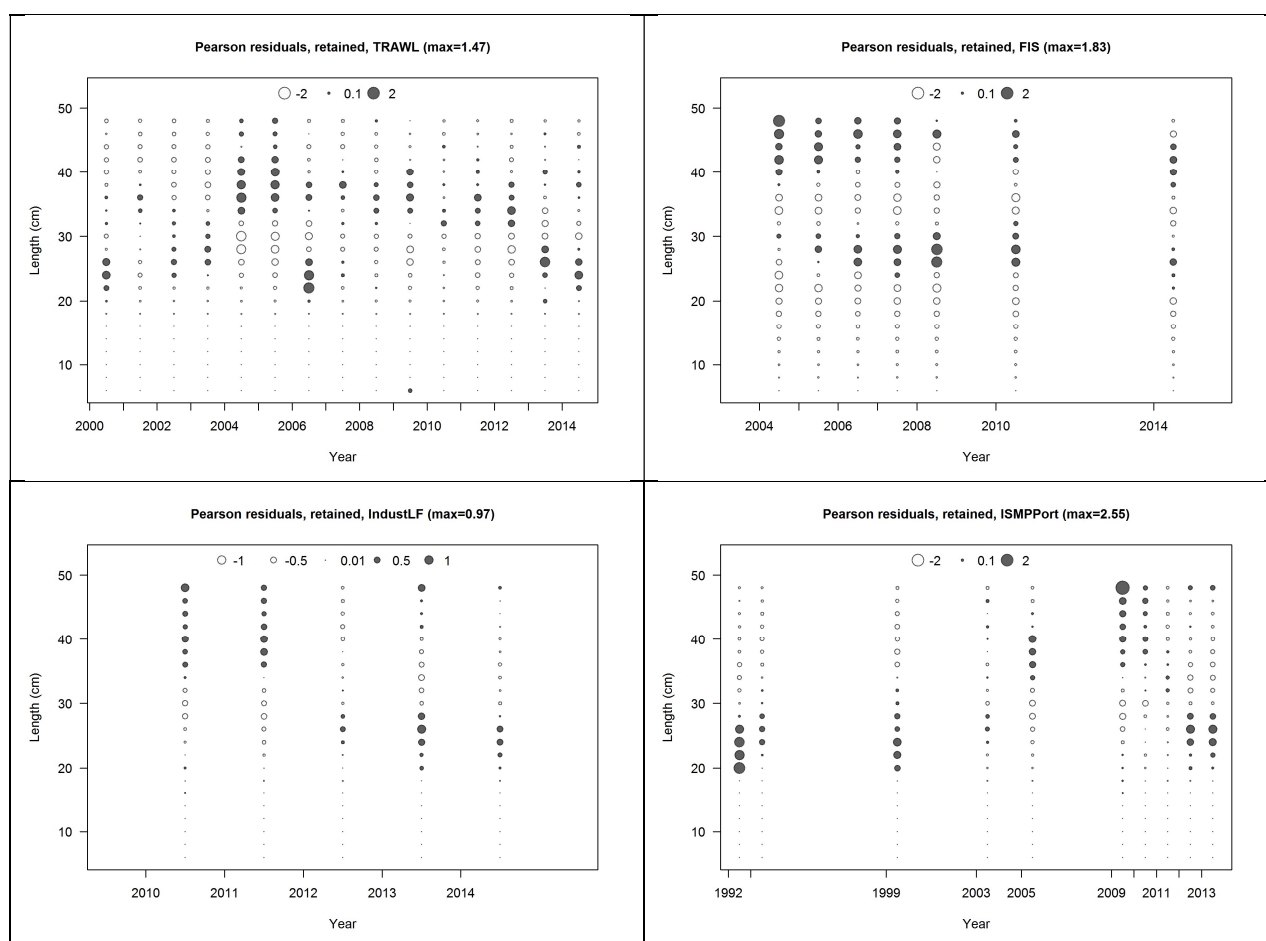 Pearson residuals, retained, TRAWL (max=1.47)
-2 0.1 2
50
40
30
20
10
Length (cm)
2000 2002 2004 2006 2008 2010 2012 2014
Year
Pearson residuals, retained, FIS (max=1.83)
-2 0.1 2
50
40
30
20
10
Length (cm)
2004 2006 2008 2010 2014
Year
Pearson residuals, retained, IndustLF (max=0.97)
-1 -0.5 0.01 0.5 1
50
40
30
20
10
Length (cm)
2010 2011 2012 2013 2014
Year
Pearson residuals, retained, ISMPPort (max=2.55)
-2 0.1 2
50
40
30
20
10
Length (cm)
1992 1999 2003 2005 2009 2011 2013
Year